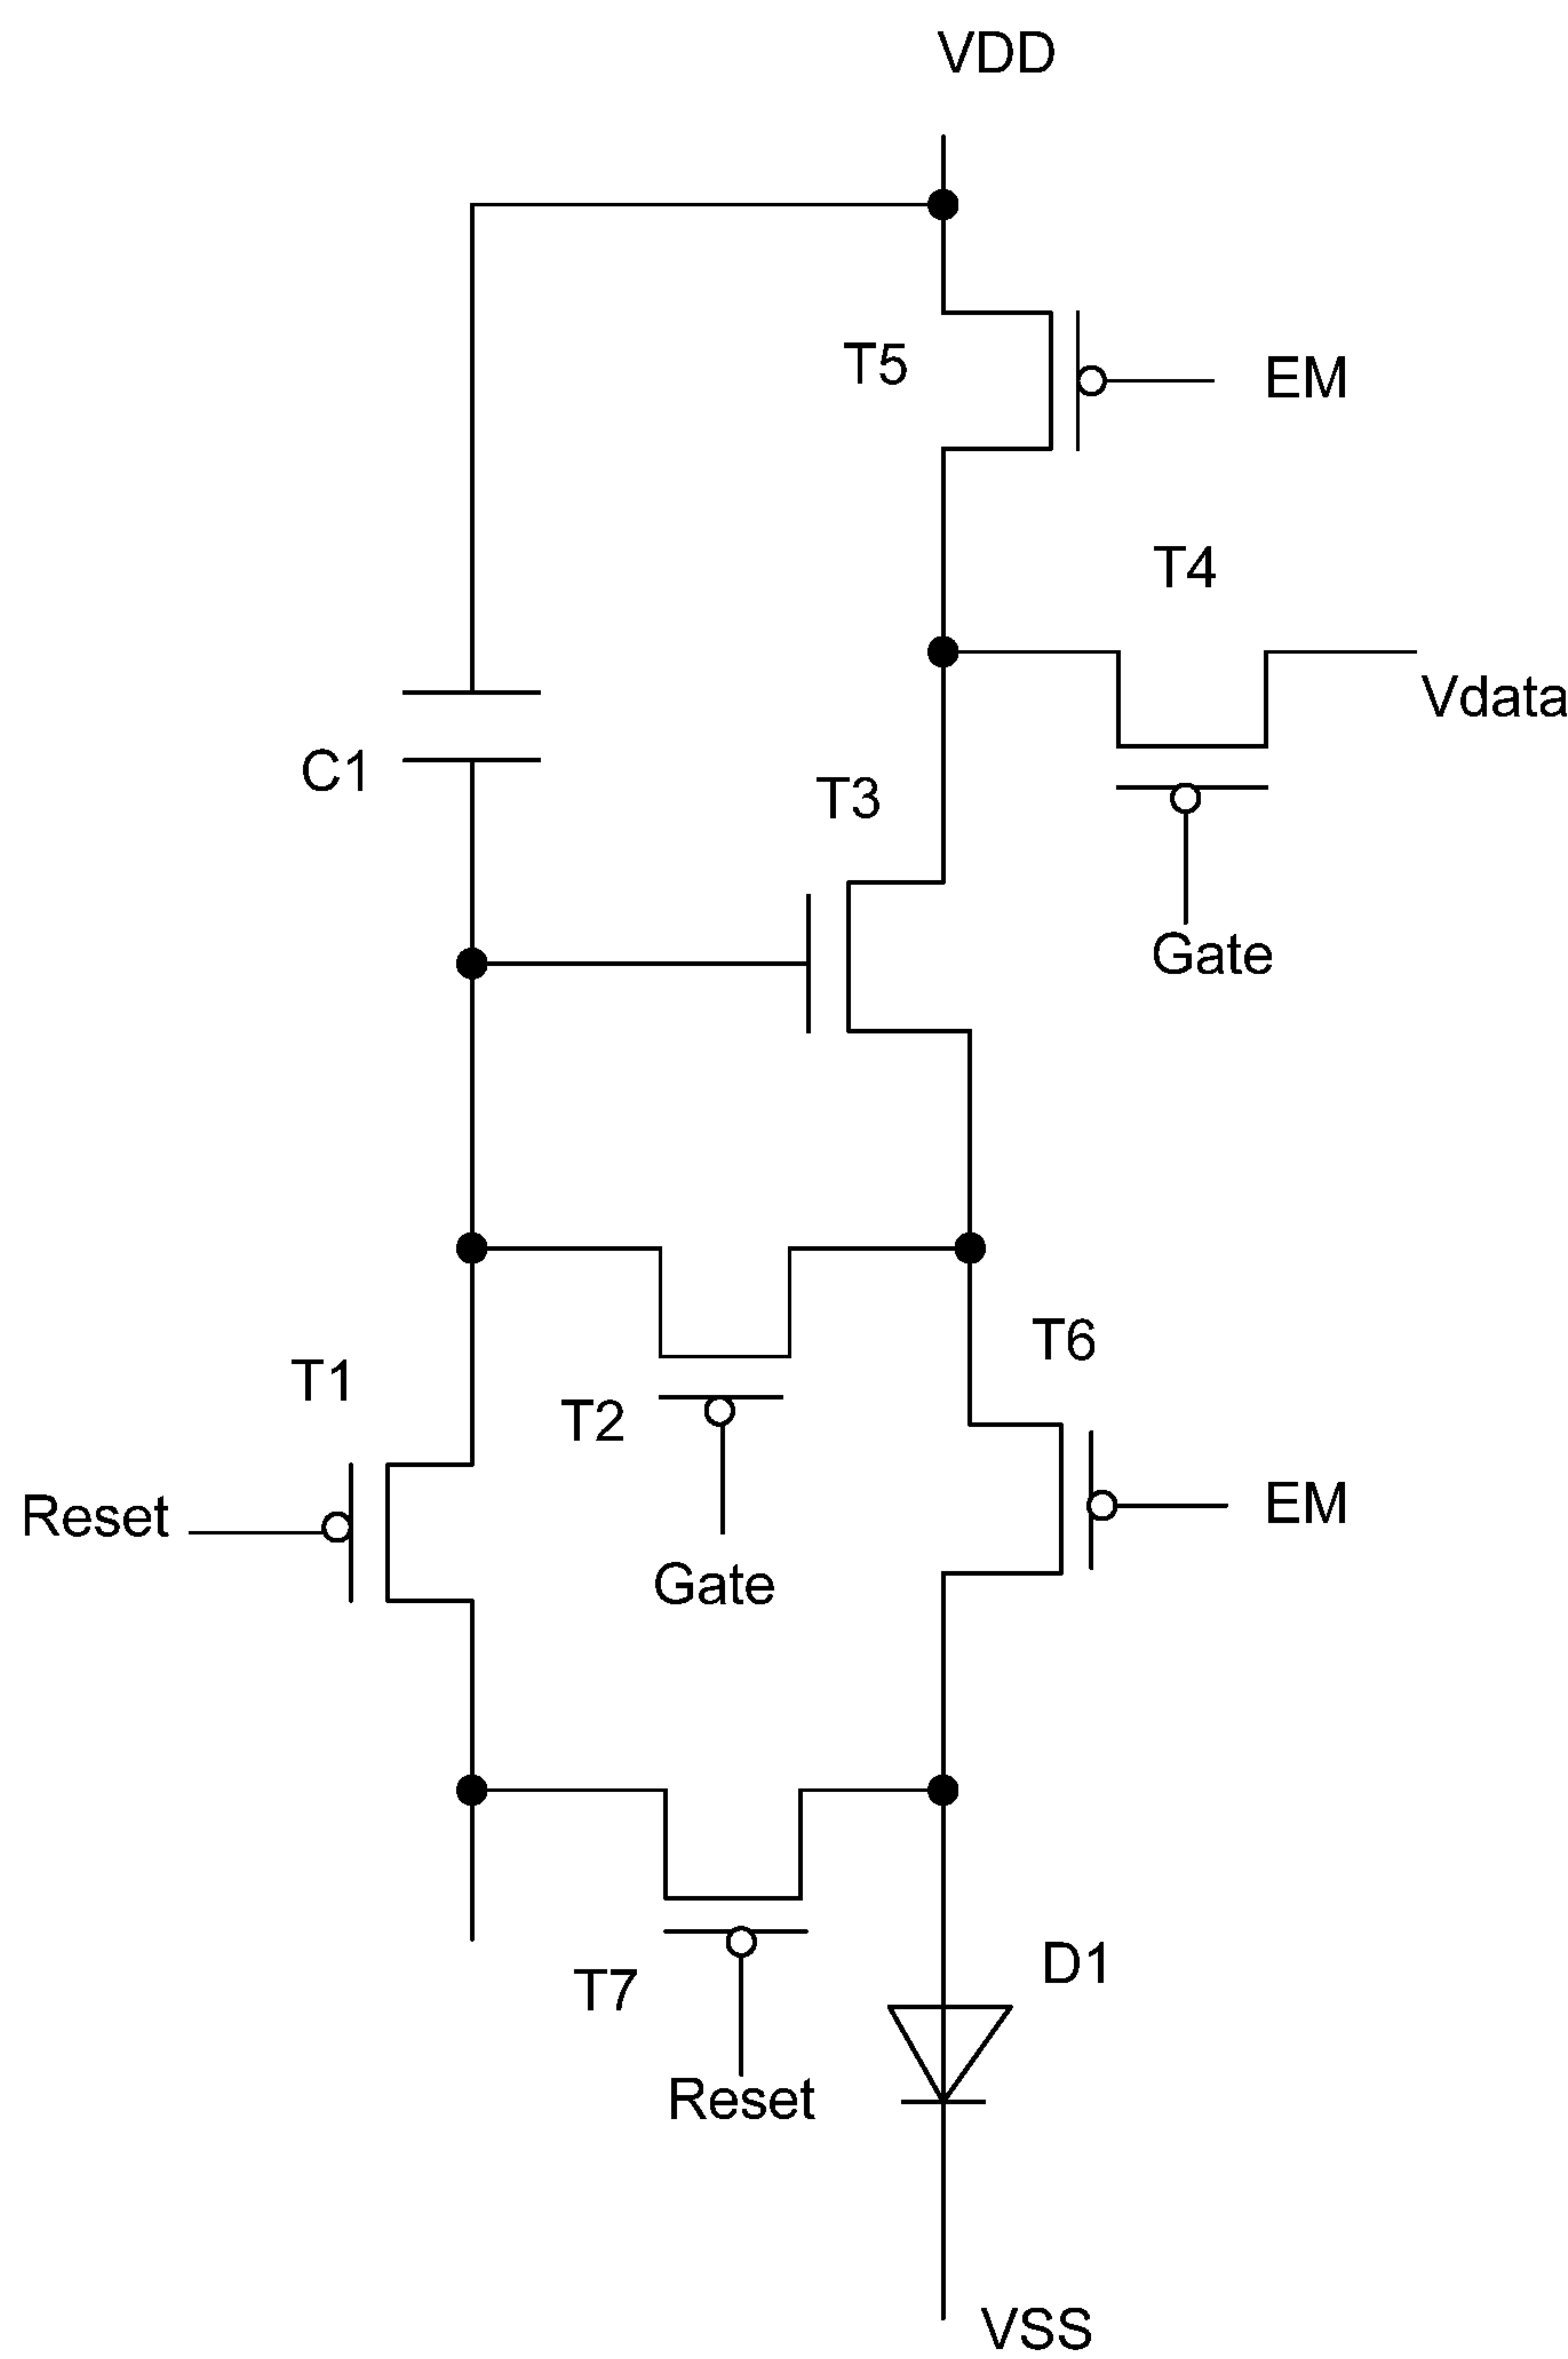 VDD
T5
EM
T4
Vdata
C1
T3
Gate
T6
T1
T2
EM
Reset
Gate
D1
T7
Reset
VSS